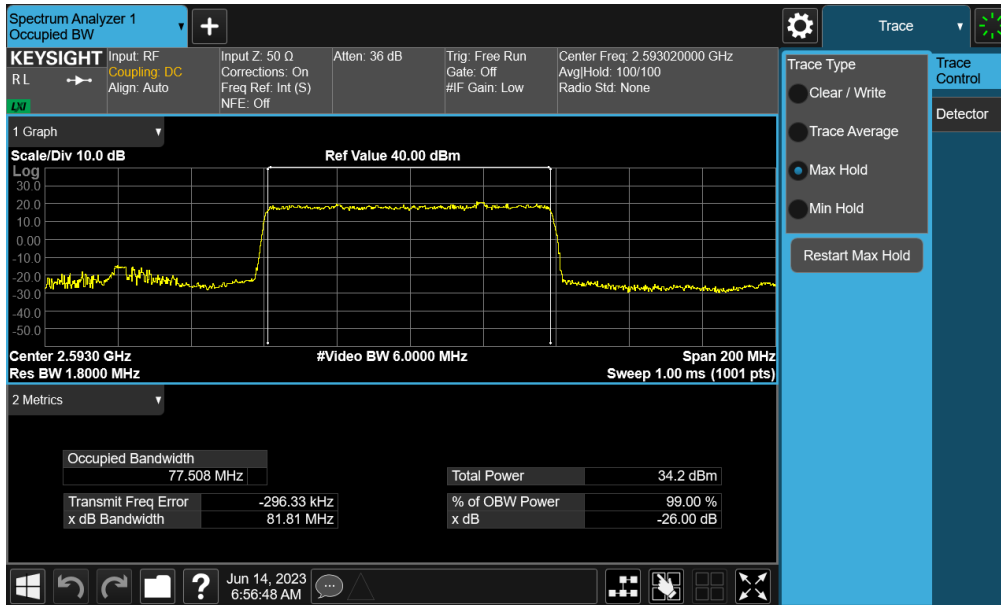 Spectrum Analyzer 1
Occupied BW
+
Trace
KEYSIGHT
R L
LXI
Input: RF
Coupling: DC
Align: Auto
Input Z: 50 Ω
Corrections: On
Freq Ref: Int (S)
NFE: Off
Atten: 36 dB
Trig: Free Run
Gate: Off
#IF Gain: Low
Center Freq: 2.593020000 GHz
Avg|Hold: 100/100
Radio Std: None
Trace Type
Clear / Write
Trace Average
Max Hold
Min Hold
Restart Max Hold
Trace
Control
Detector
1 Graph
Scale/Div 10.0 dB
Ref Value 40.00 dBm
Log
30.0
20.0
10.0
0.00
-10.0
-20.0
-30.0
-40.0
-50.0
Center 2.5930 GHz
#Video BW 6.0000 MHz
Span 200 MHz
Res BW 1.8000 MHz
Sweep 1.00 ms (1001 pts)
2 Metrics
Occupied Bandwidth
77.508 MHz
Total Power 34.2 dBm
Transmit Freq Error -296.33 kHz
% of OBW Power 99.00 %
x dB Bandwidth 81.81 MHz
x dB -26.00 dB
?
Jun 14, 2023
6:56:48 AM